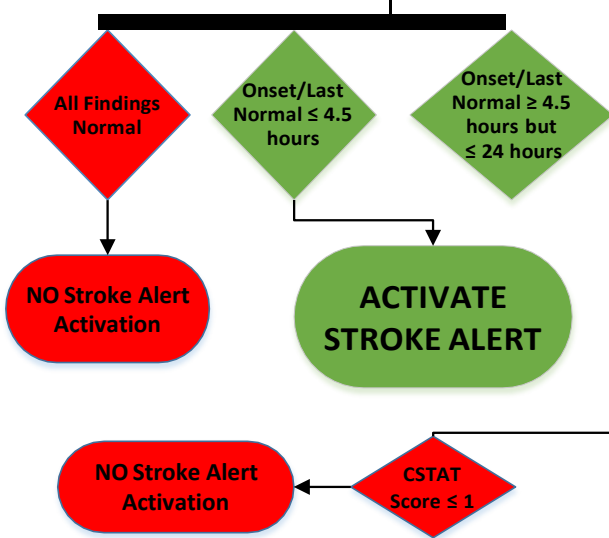 All Findings
Normal
Onset/Last
Normal ≤ 4.5
hours
Onset/Last
Normal ≥ 4.5
hours but
≤ 24 hours
NO Stroke Alert
Activation
ACTIVATE
STROKE ALERT
NO Stroke Alert
Activation
CSTAT
Score ≤ 1